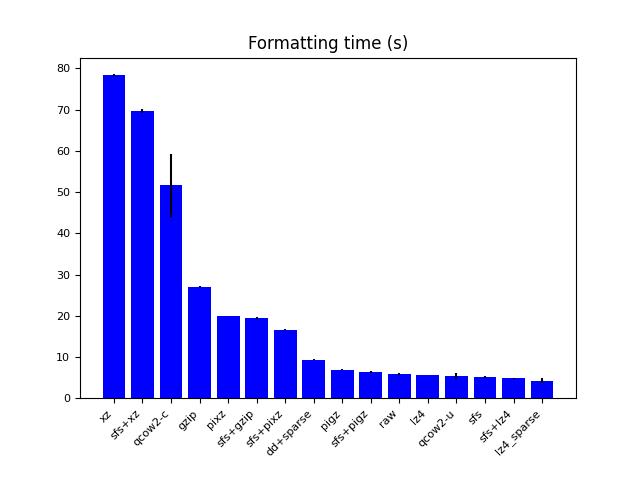 Formatting time (s)
80
70
60
50
40
30
20
10
0
xz
sfs+xz
qcow2-c
gzip
pixz
sfs+gzip
sfs+pixz
dd+sparse
pigz
sfs+pigz
raw
lz4
qcow2-u
sfs
sfs+lz4
lz4_sparse